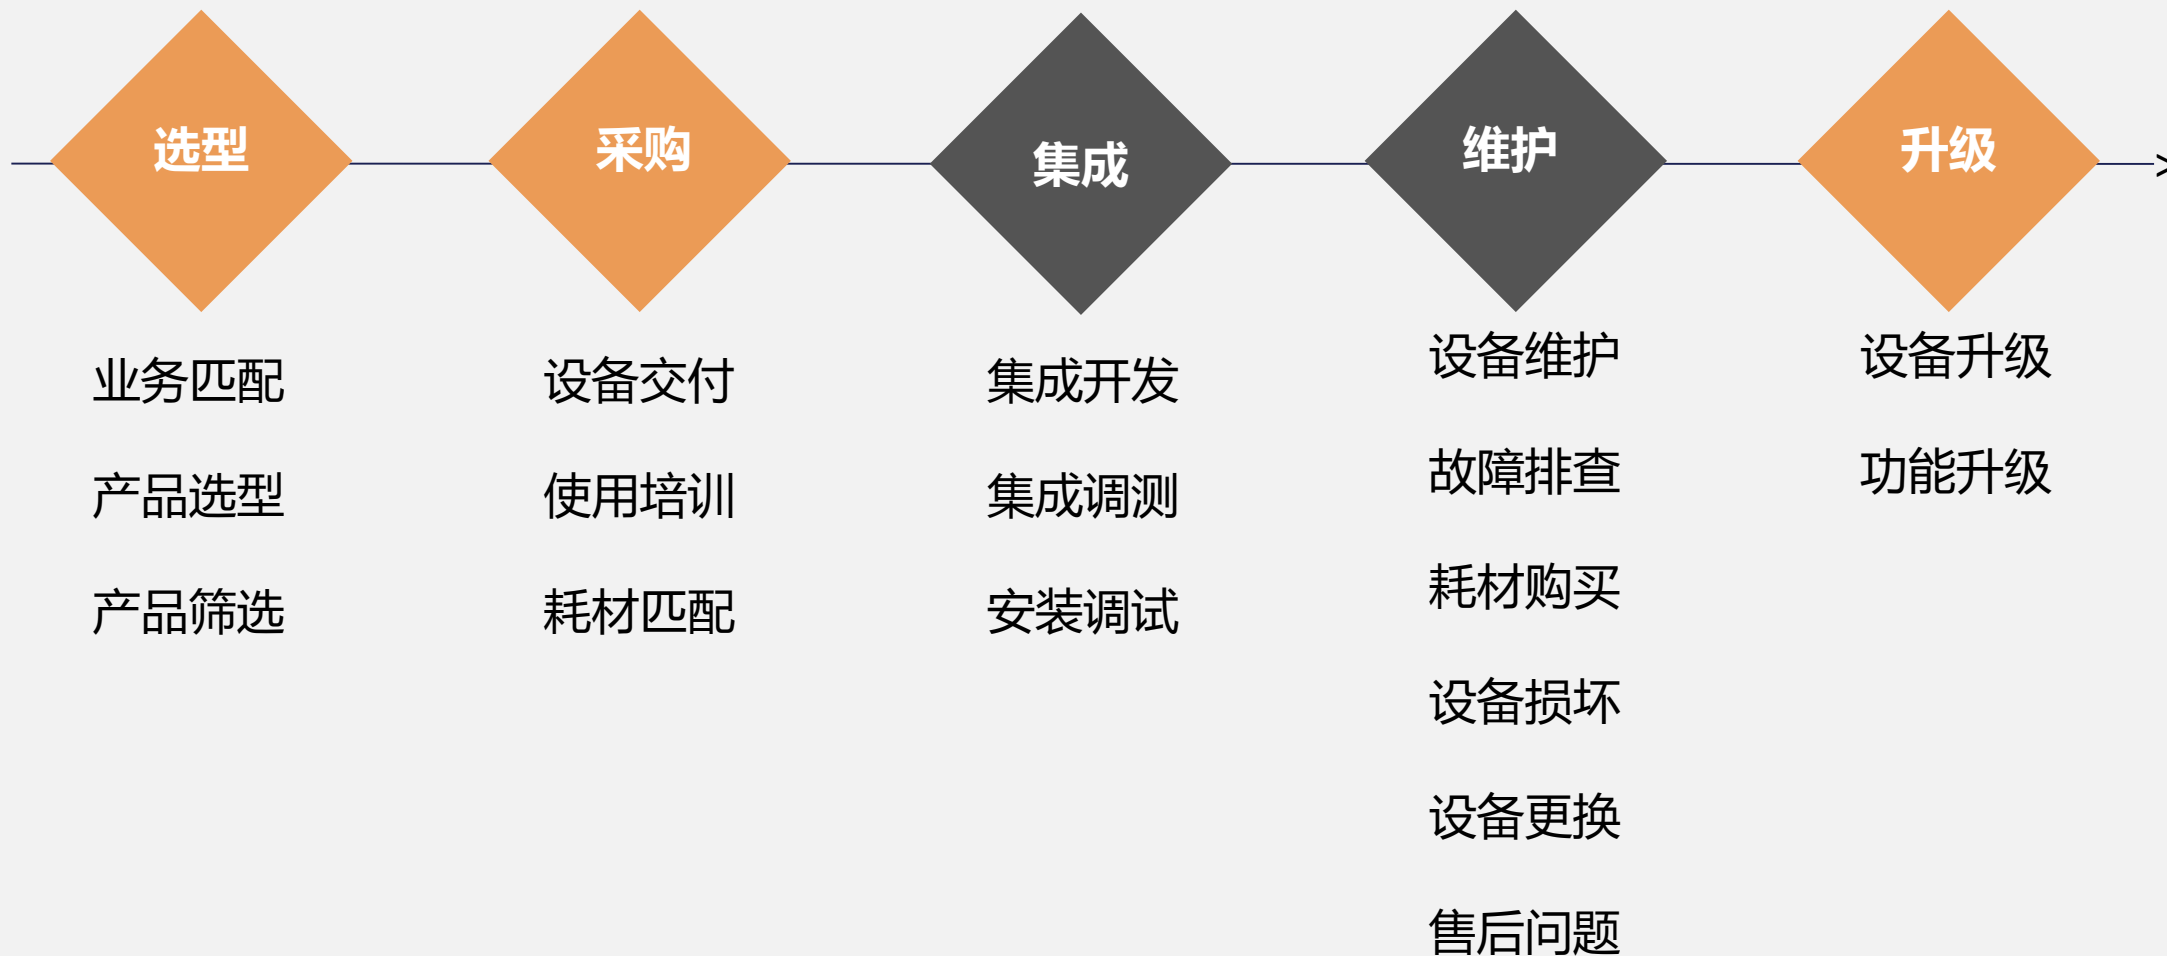 选型
采购
集成
维护
升级
业务匹配
产品选型
产品筛选
设备交付
使用培训
耗材匹配
集成开发
集成调测
安装调试
设备维护
故障排查
耗材购买
设备损坏
设备更换
售后问题
设备升级
功能升级